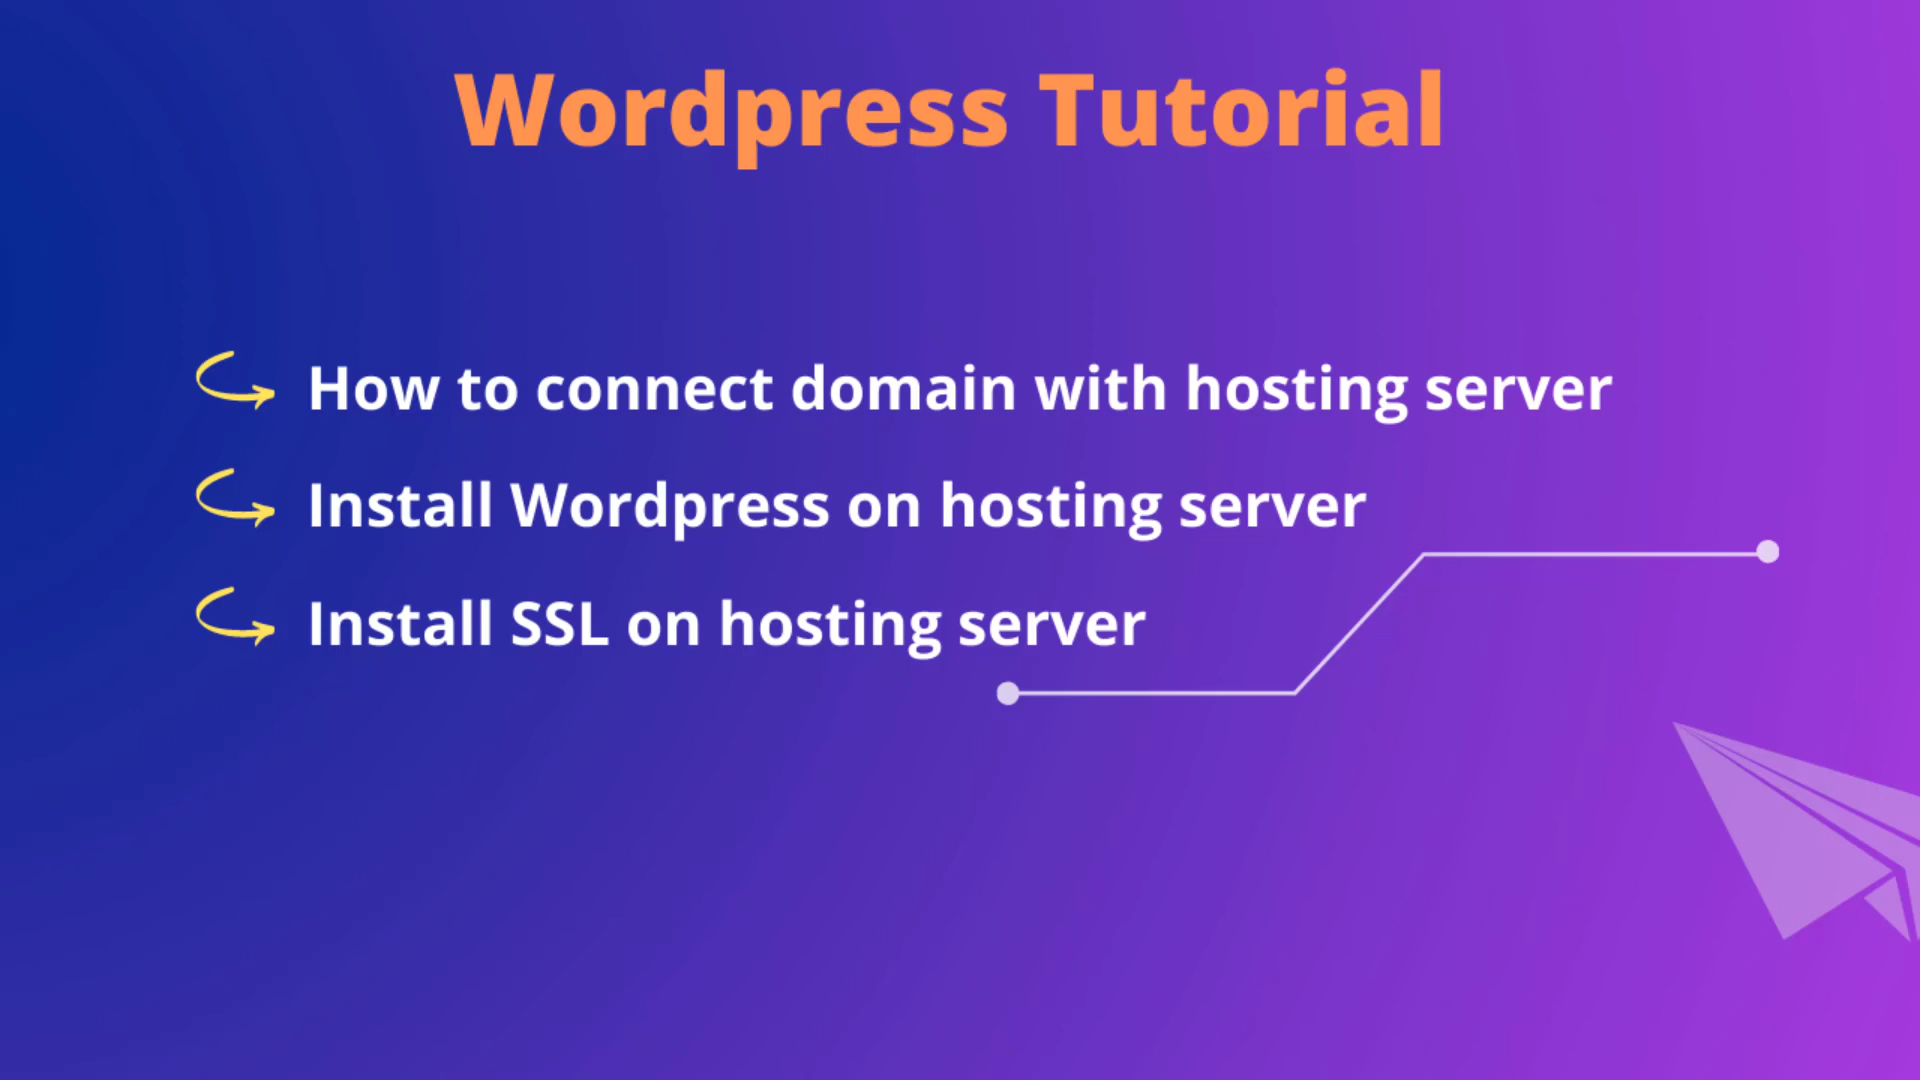 Wordpress Tutorial
How to connect domain with hosting server
Install Wordpress on hosting server
Install SSL on hosting server